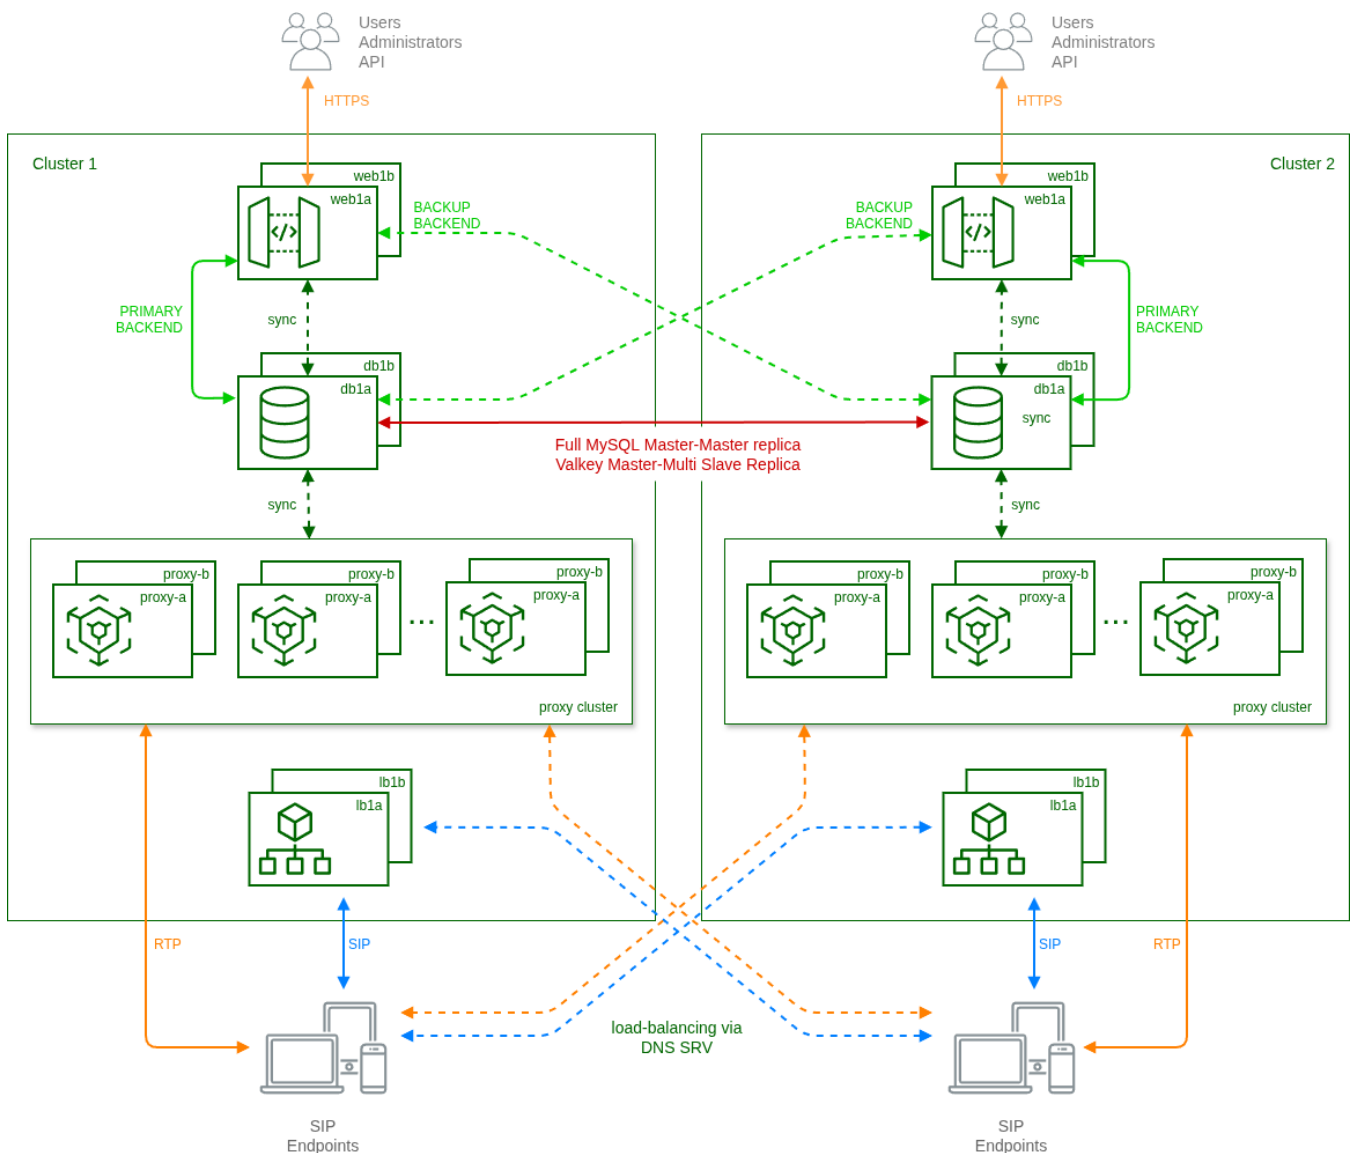 Users
Administrators
API
Users
Administrators
API
HTTPS
HTTPS
Cluster 1
Cluster 2
web1b
web1a
web1b
web1a
BACKUP
BACKEND
BACKUP
BACKEND
PRIMARY
BACKEND
sync
sync
PRIMARY
BACKEND
db1b
db1a
db1b
db1a
sync
Full MySQL Master-Master replica
Valkey Master-Multi Slave Replica
sync
sync
proxy-b
proxy-a
proxy-b
proxy-a
...
proxy-b
proxy-a
proxy-b
proxy-a
proxy-b
proxy-a
...
proxy-b
proxy-a
proxy cluster
proxy cluster
lb1b
lb1a
lb1b
lb1a
RTP
SIP
SIP
RTP
load-balancing via
DNS SRV
SIP
Endpoints
SIP
Endpoints